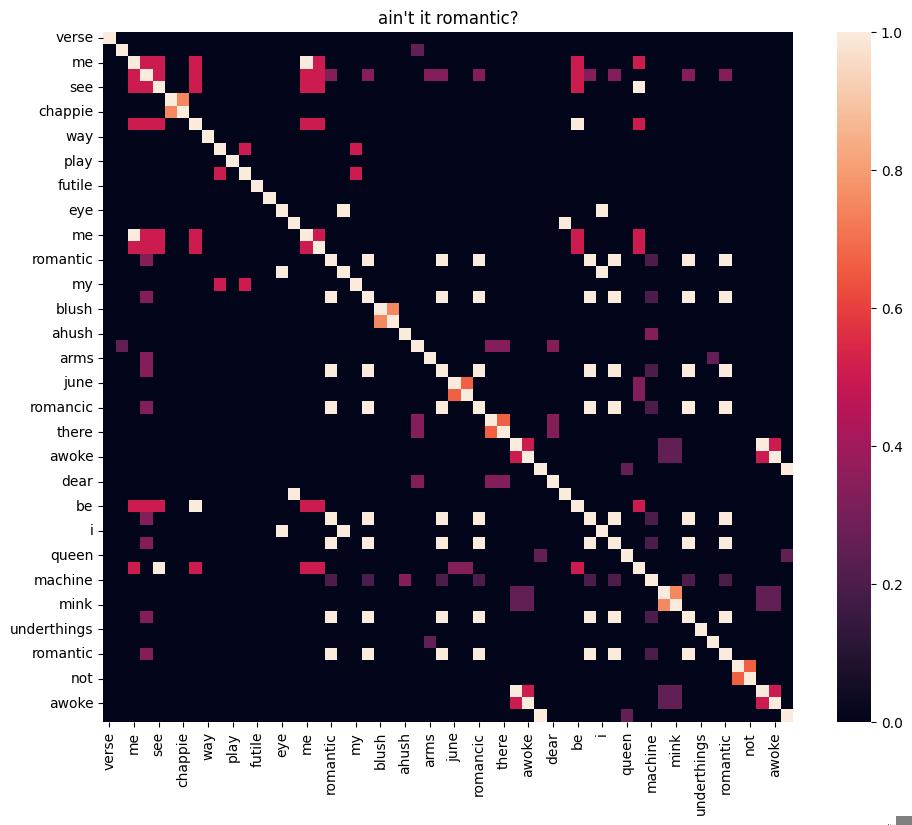 ain't it romantic?
verse
me
see
chappie
way
play
futile
eye
me
romantic
my
blush
ahush
arms
june
romancic
there
awoke
dear
be
i
queen
machine
mink
underthings
romantic
not
awoke
verse
me
see
chappie
way
play
futile
eye
me
romantic
my
blush
ahush
arms
june
romancic
there
awoke
dear
be
i
queen
machine
mink
underthings
romantic
not
awoke
1.0
0.8
0.6
0.4
0.2
0.0